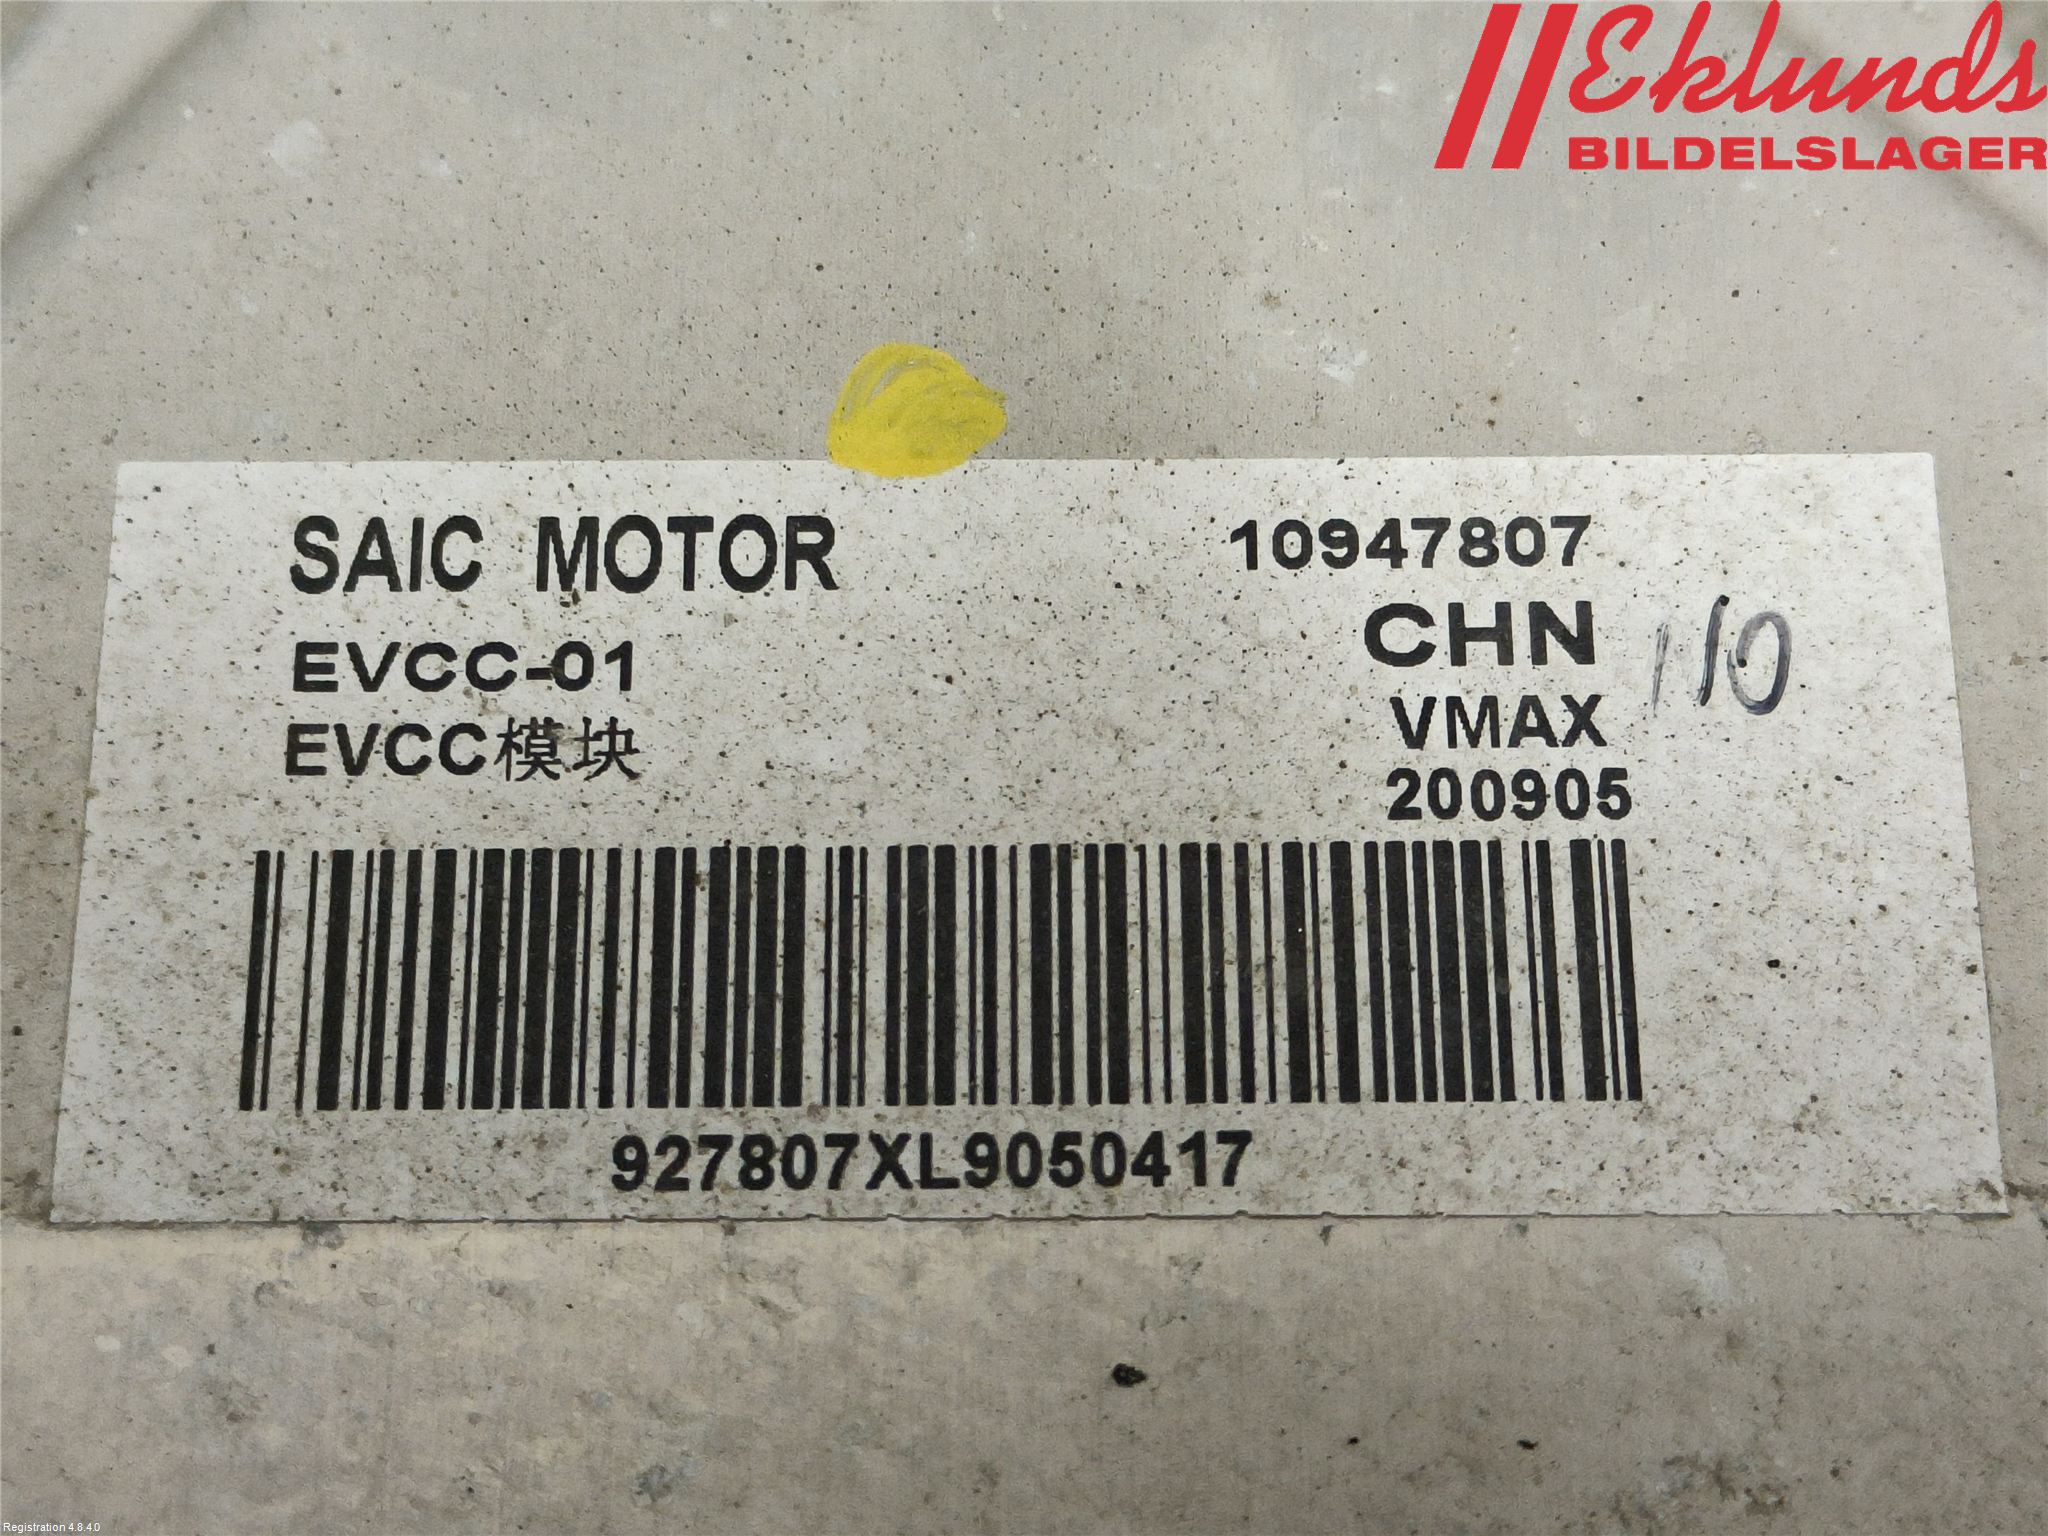 Eklunds
BILDELSLAGER
SAIC MOTOR
10947807
EVCC-01
CHN
110
EVCC模块
VMAX
200905
927807XL9050417
Registration 4.8.4.0